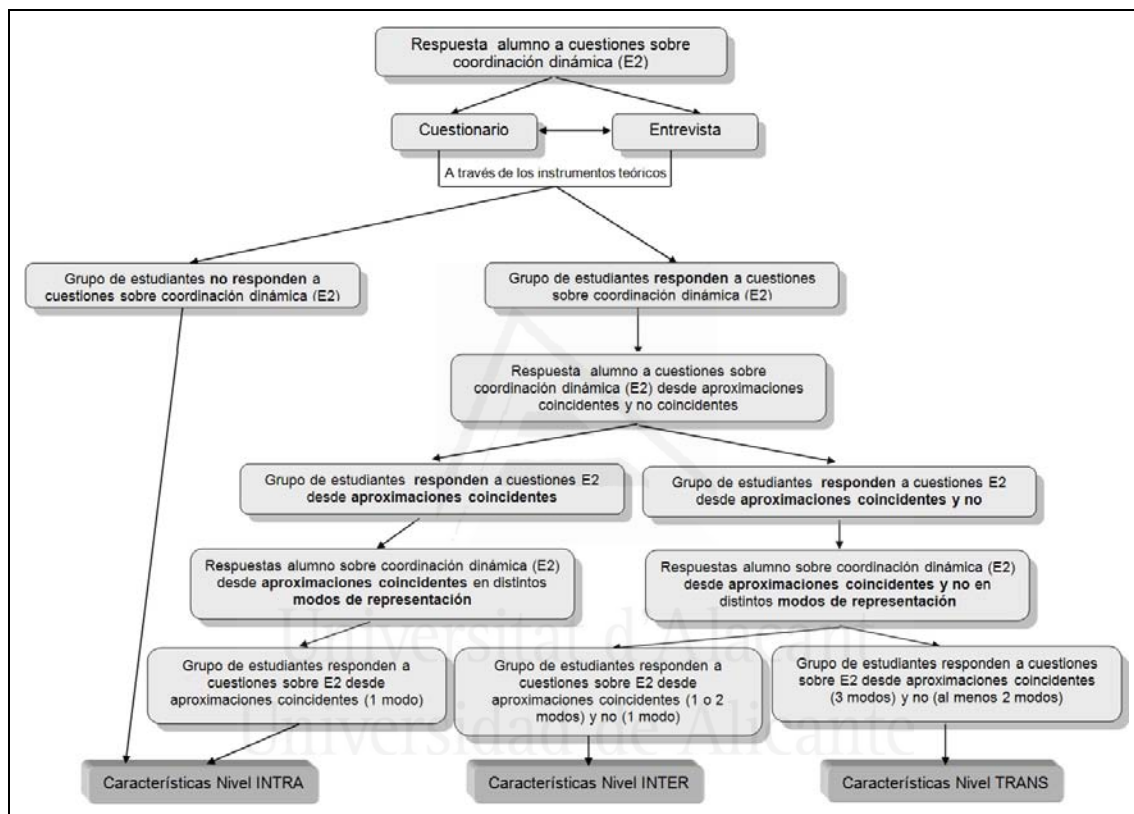 Respuesta alumno a cuestiones sobre
coordinación dinámica (E2)
Cuestionario
Entrevista
A través de los instrumentos teóricos
Grupo de estudiantes no responden a
cuestiones sobre coordinación dinámica (E2)
Grupo de estudiantes responden a cuestiones
sobre coordinación dinámica (E2)
Respuesta alumno a cuestiones sobre
coordinación dinámica (E2) desde aproximaciones
coincidentes y no coincidentes
Grupo de estudiantes responden a cuestiones E2
desde aproximaciones coincidentes
Grupo de estudiantes responden a cuestiones E2
desde aproximaciones coincidentes y no
Respuestas alumno sobre coordinación dinámica (E2)
desde aproximaciones coincidentes en distintos
modos de representación
Respuestas alumno sobre coordinación dinámica (E2)
desde aproximaciones coincidentes y no en
distintos modos de representación
Universitat d'Alacant
Grupo de estudiantes responden a
cuestiones sobre E2 desde
aproximaciones coincidentes (1 modo)
Grupo de estudiantes responden a
cuestiones sobre E2 desde
aproximaciones coincidentes (1 o 2
modos) y no (1 modo)
Grupo de estudiantes responden a cuestiones
sobre E2 desde aproximaciones coincidentes
(3 modos) y no (al menos 2 modos)
Universidad de Alicante
Características Nivel INTRA
Características Nivel INTER
Características Nivel TRANS